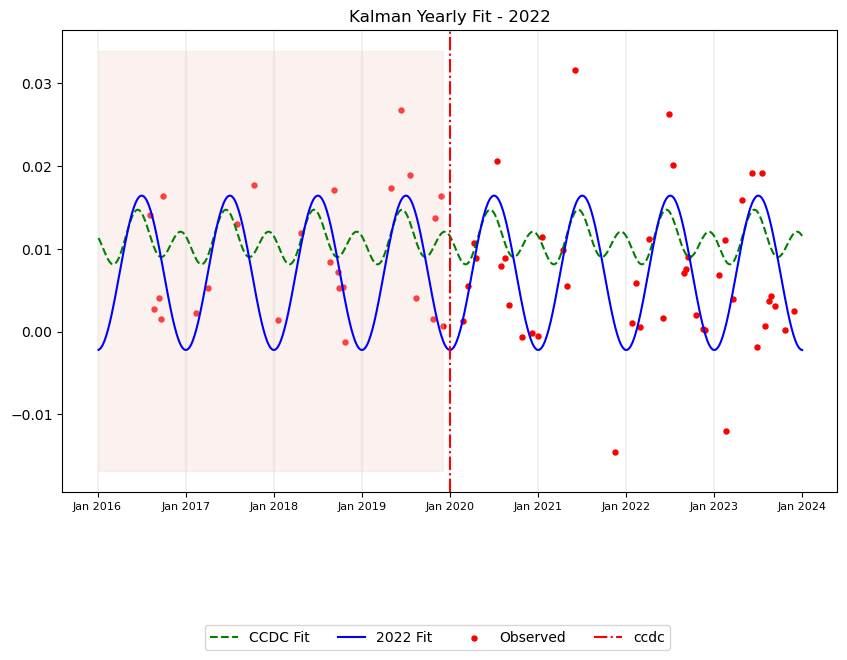 Kalman Yearly Fit - 2022
0.03
0.02
0.01
0.00
−0.01
Jan 2016 Jan 2017 Jan 2018 Jan 2019 Jan 2020 Jan 2021 Jan 2022 Jan 2023 Jan 2024
CCDC Fit 2022 Fit Observed ccdc